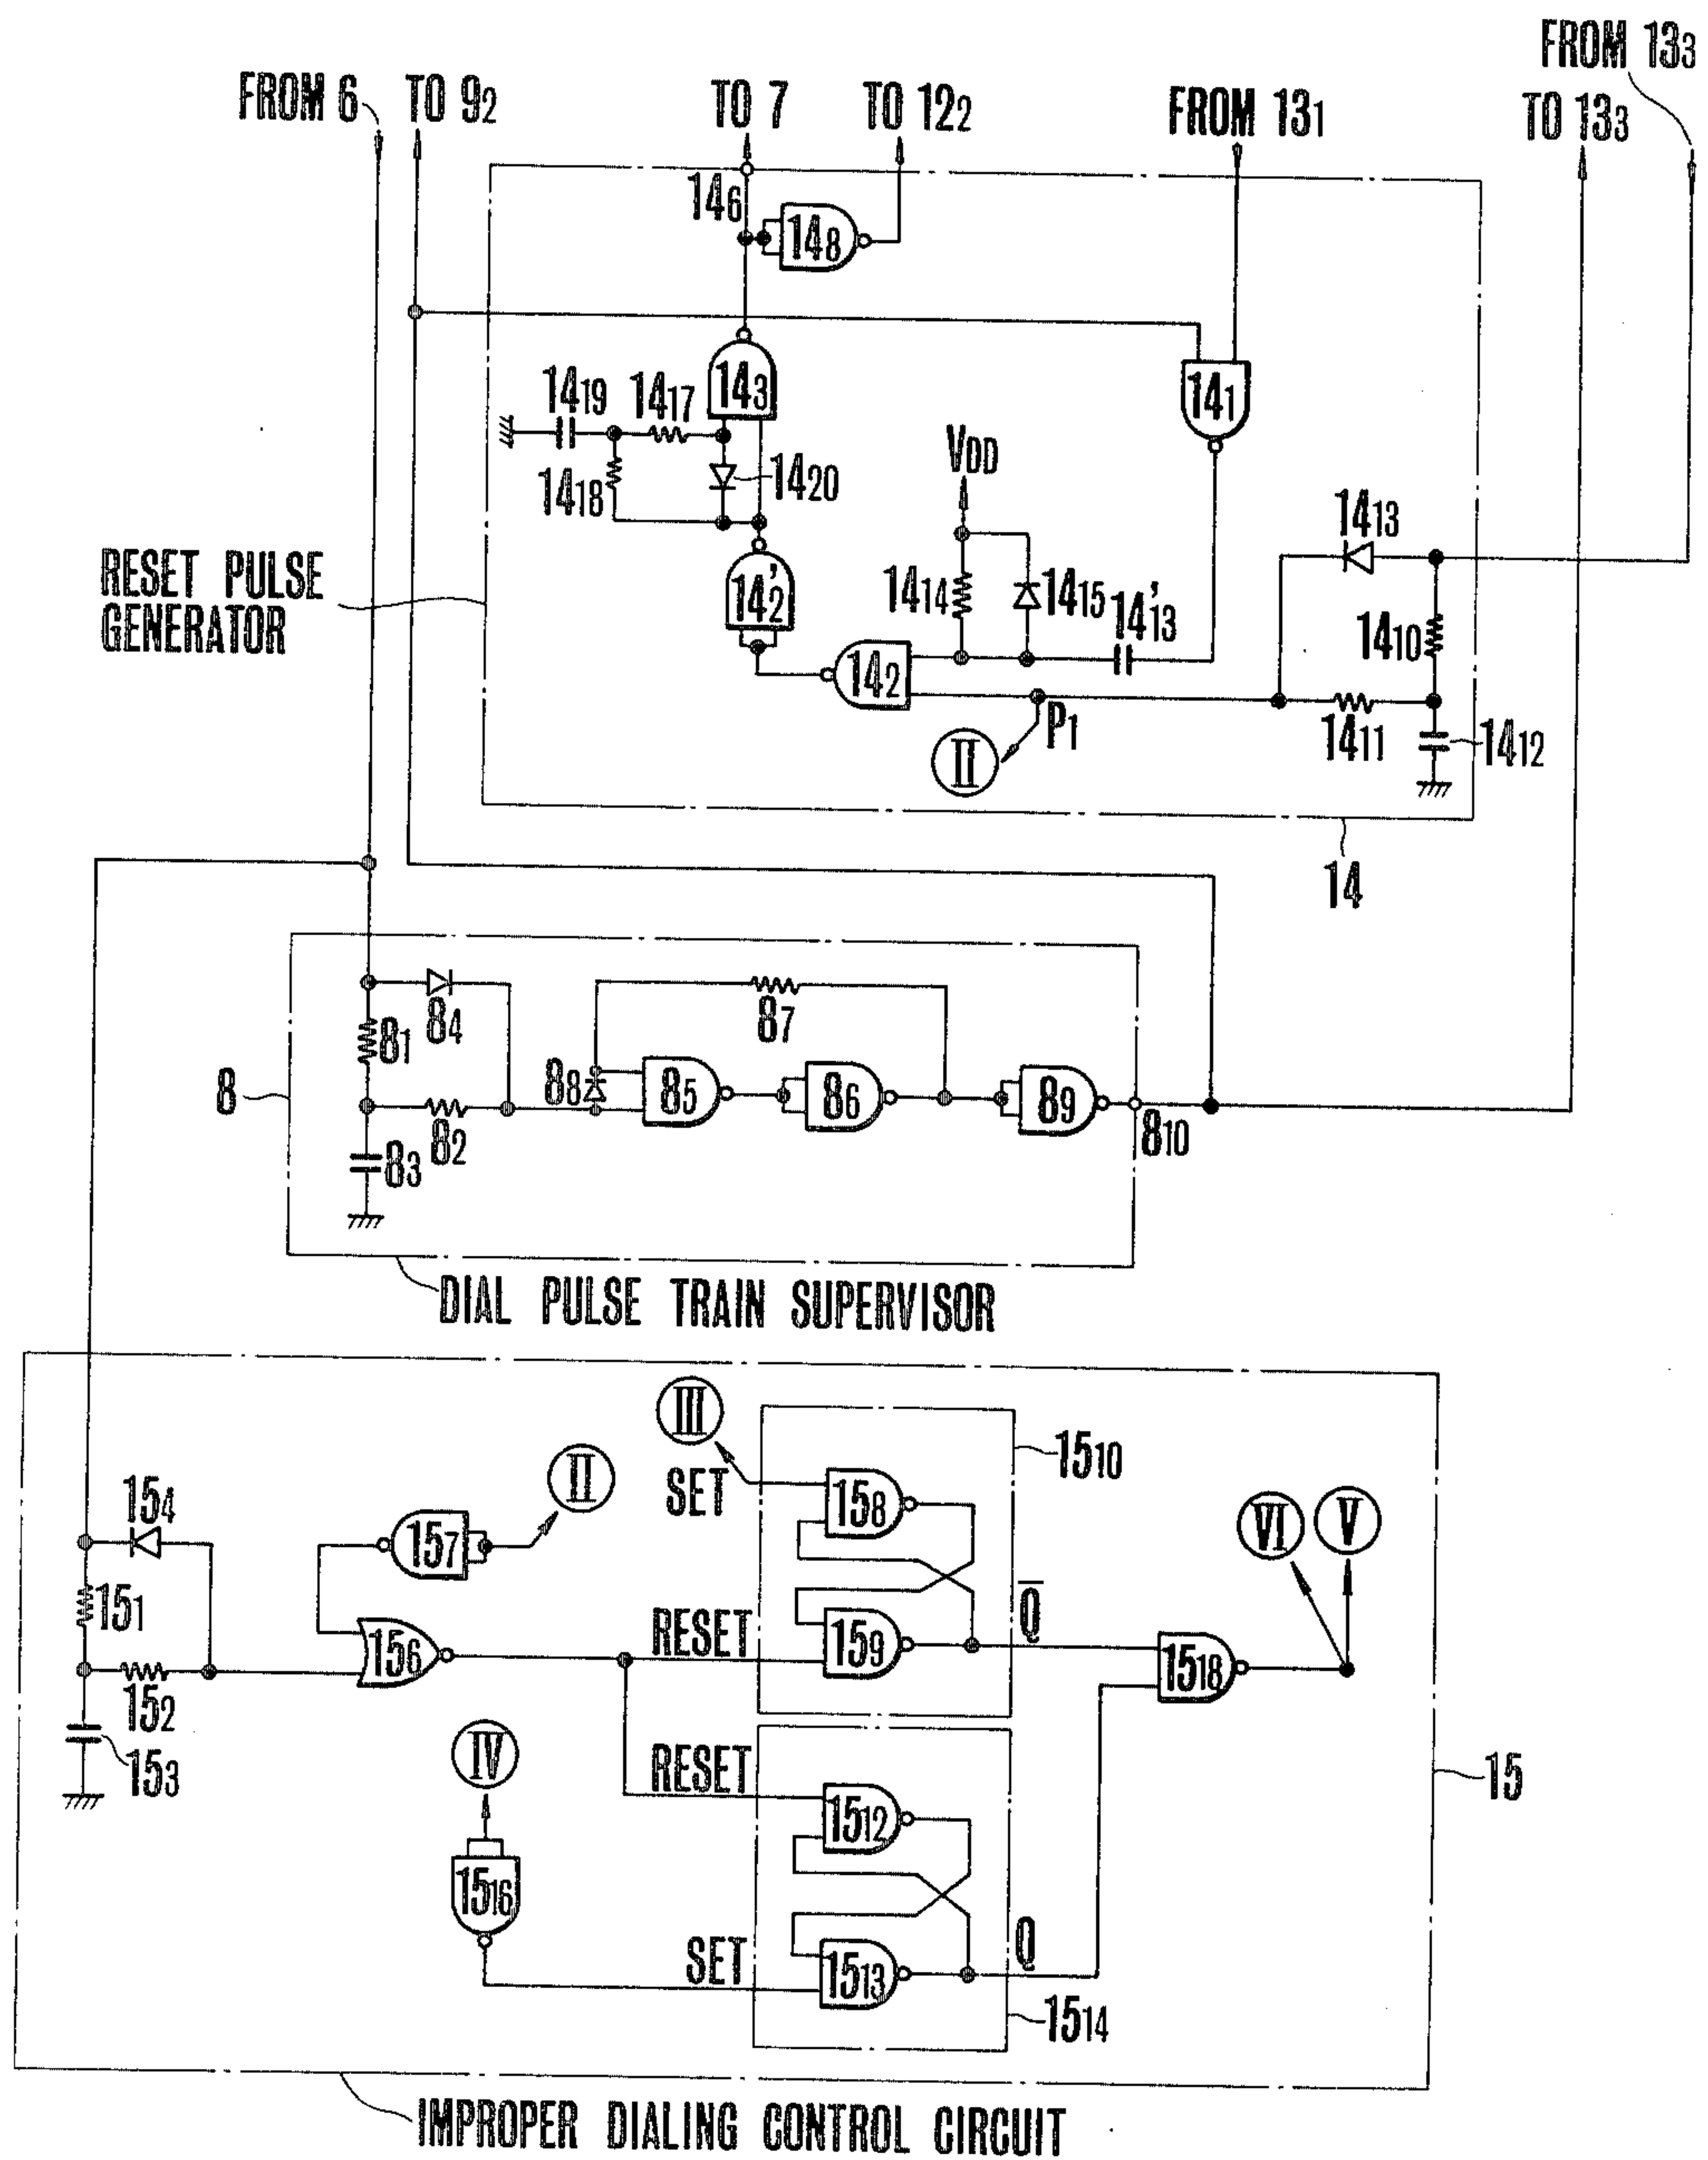 FROM 13₃
FROM 6
TO 9₂
TO 7
TO 12₂
FROM 13₁
TO 13₃
14₆
14₈
14₃
14₁₉
14₁₇
14₁
14₁₈
14₂₀
V_DD
14₁₃
RESET PULSE
GENERATOR
14₂'
14₁₄
14₁₅
14'₁₃
14₁₀
14₂
P₁
14₁₁
14₁₂
II
14
8₄
8₁
8₇
8
8₈
8₅
8₆
8₉
8₁₀
8₂
8₃
DIAL PULSE TRAIN SUPERVISOR
III
15₁₀
II
SET
15₈
15₄
15₇
VI
V
15₁
RESET
Q̅
15₆
15₉
15₁₈
15₂
IV
15₃
RESET
15
15₁₂
15₁₆
SET
Q
15₁₃
15₁₄
IMPROPER DIALING CONTROL CIRCUIT